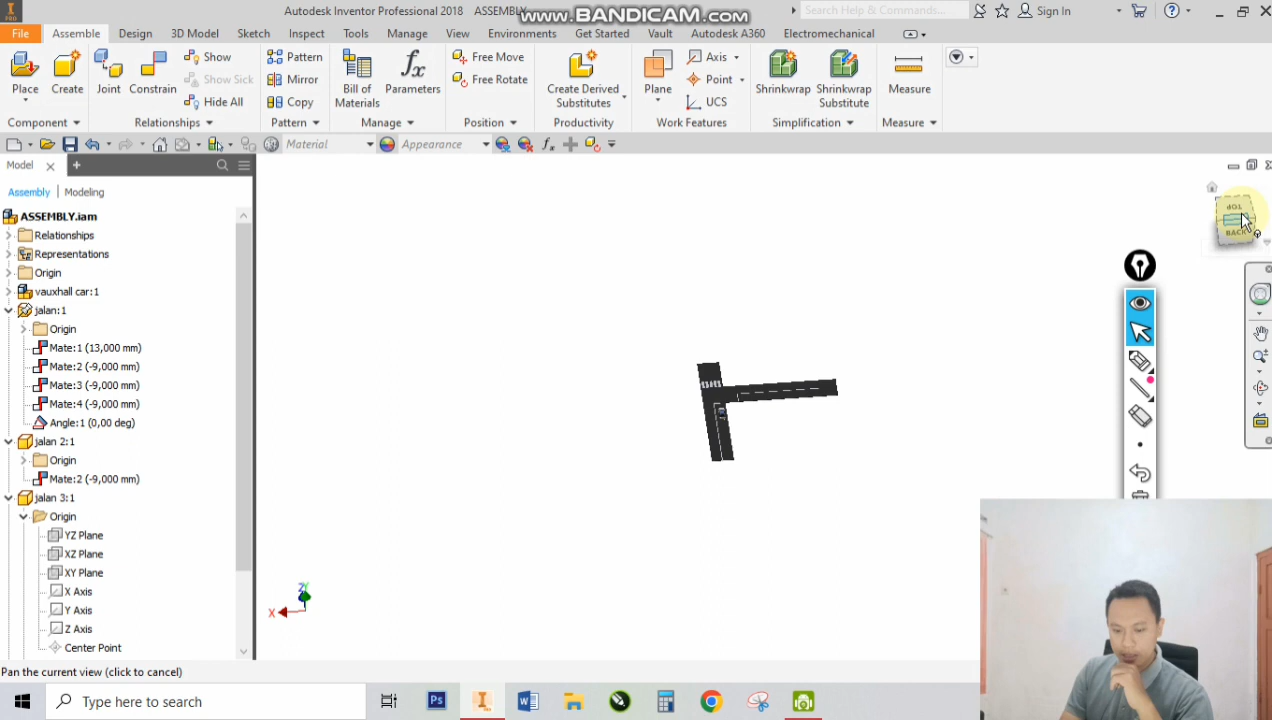 Autodesk Inventor Professional 2018 ASSEMBLY
www.BANDICAM.com
Search Help & Commands...
Sign In
File
Assemble
Design
3D Model
Sketch
Inspect
Tools
Manage
View
Environments
Get Started
Vault
Autodesk A360
Electromechanical
Place
Create
Joint
Constrain
Show
Show Sick
Hide All
Pattern
Mirror
Copy
Bill of
Materials
Parameters
Free Move
Free Rotate
Create Derived
Substitutes
Plane
Axis
Point
UCS
Shrinkwrap
Shrinkwrap
Substitute
Measure
Component
Relationships
Pattern
Manage
Position
Productivity
Work Features
Simplification
Measure
Material
Appearance
Model
Assembly
Modeling
ASSEMBLY.iam
Relationships
Representations
Origin
vauxhall car:1
jalan:1
Origin
Mate:1 (13,000 mm)
Mate:2 (-9,000 mm)
Mate:3 (-9,000 mm)
Mate:4 (-9,000 mm)
Angle:1 (0,00 deg)
jalan 2:1
Origin
Mate:2 (-9,000 mm)
jalan 3:1
Origin
YZ Plane
XZ Plane
XY Plane
X Axis
Y Axis
Z Axis
Center Point
TOP
BACK
X
Pan the current view (click to cancel)
Type here to search